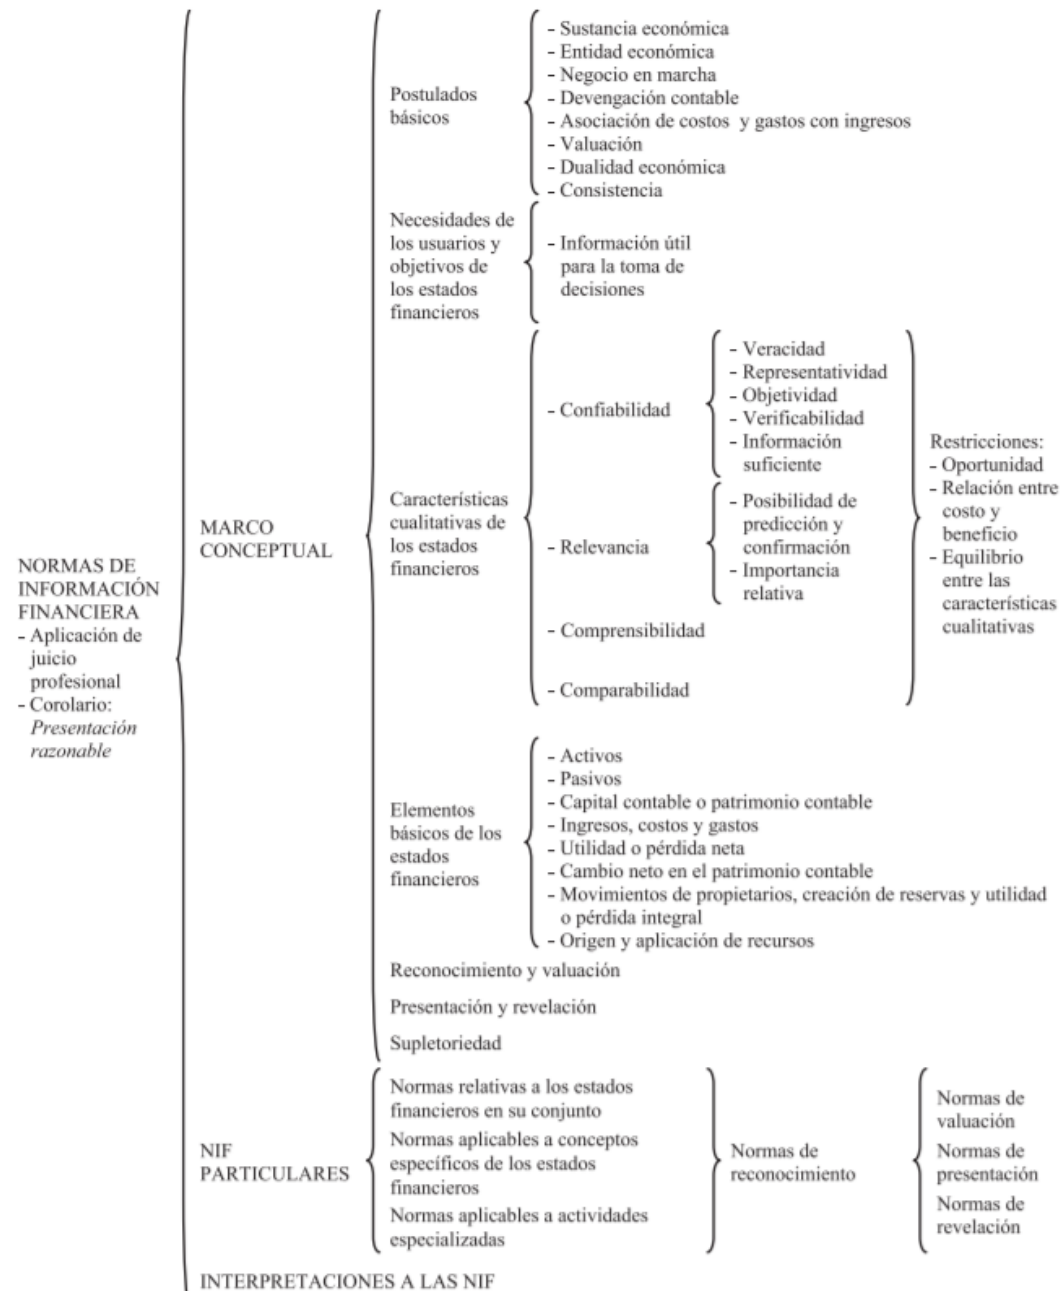 NORMAS DE
INFORMACIÓN
FINANCIERA
- Aplicación de
juicio
profesional
- Corolario:
Presentación
razonable
MARCO
CONCEPTUAL
Postulados
básicos
- Sustancia económica
- Entidad económica
- Negocio en marcha
- Devengación contable
- Asociación de costos y gastos con ingresos
- Valuación
- Dualidad económica
- Consistencia
Necesidades de
los usuarios y
objetivos de
los estados
financieros
- Información útil
para la toma de
decisiones
Características
cualitativas de
los estados
financieros
- Confiabilidad
- Veracidad
- Representatividad
- Objetividad
- Verificabilidad
- Información
suficiente
- Relevancia
- Posibilidad de
predicción y
confirmación
- Importancia
relativa
- Comprensibilidad
- Comparabilidad
Restricciones:
- Oportunidad
- Relación entre
costo y
beneficio
- Equilibrio
entre las
características
cualitativas
Elementos
básicos de los
estados
financieros
- Activos
- Pasivos
- Capital contable o patrimonio contable
- Ingresos, costos y gastos
- Utilidad o pérdida neta
- Cambio neto en el patrimonio contable
- Movimientos de propietarios, creación de reservas y utilidad
o pérdida integral
- Origen y aplicación de recursos
Reconocimiento y valuación
Presentación y revelación
Supletoriedad
NIF
PARTICULARES
Normas relativas a los estados
financieros en su conjunto
Normas aplicables a conceptos
específicos de los estados
financieros
Normas aplicables a actividades
especializadas
Normas de
reconocimiento
Normas de
valuación
Normas de
presentación
Normas de
revelación
INTERPRETACIONES A LAS NIF